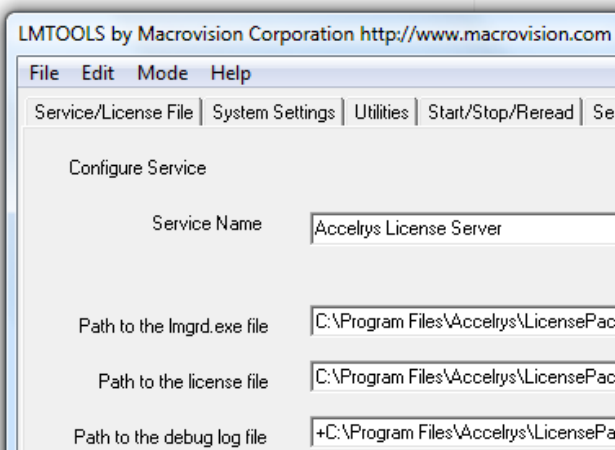 LMTOOLS by Macrovision Corporation http://www.macrovision.com
File Edit Mode Help
Service/License File System Settings Utilities Start/Stop/Reread Se
Configure Service
Service Name Accelrys License Server
Path to the lmgrd.exe file C:\Program Files\Accelrys\LicensePac
Path to the license file C:\Program Files\Accelrys\LicensePac
Path to the debug log file +C:\Program Files\Accelrys\LicensePa